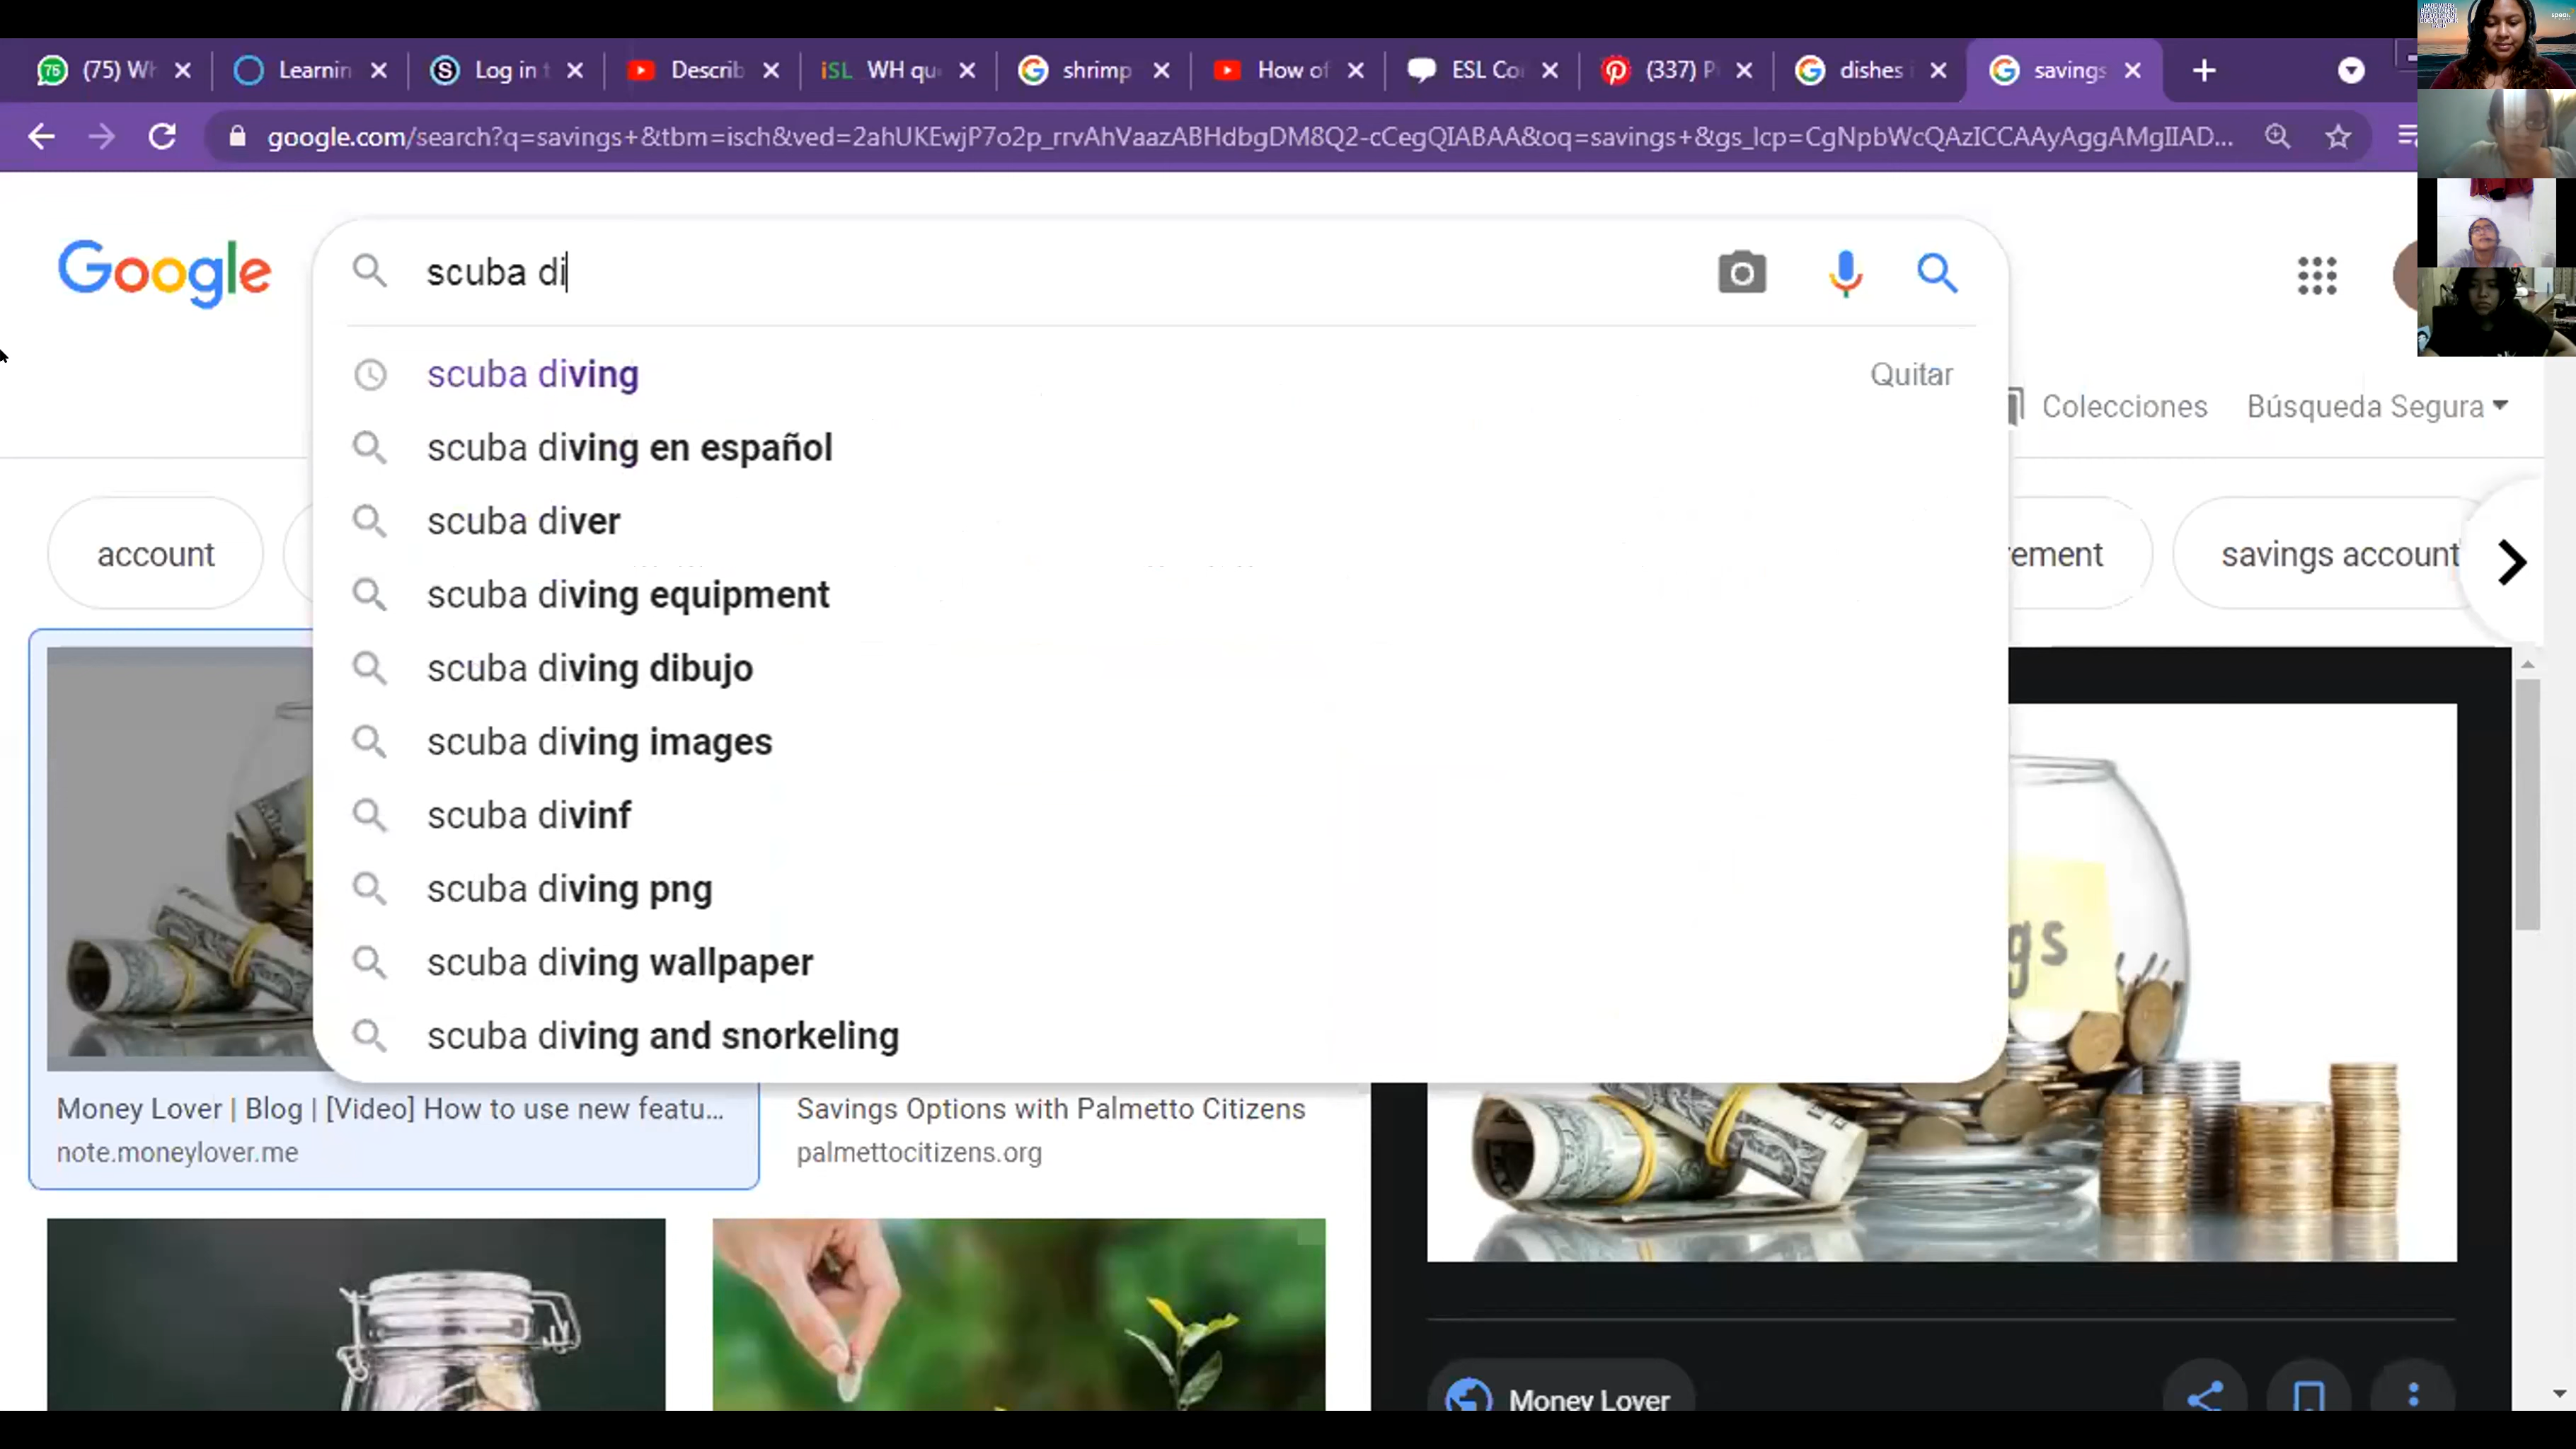 (75) Wh
Learnin
Log in t
Describ
iSL WH qu
shrimp
How of
ESL Co
(337) P
dishes i
savings
google.com/search?q=savings+&tbm=isch&ved=2ahUKEwjP7o2p_rrvAhVaazABHdbgDM8Q2-cCegQIABAA&oq=savings+&gs_lcp=CgNpbWcQAzICCAAyAggAMgIIAD...
Google
scuba di
scuba diving
Quitar
scuba diving en español
scuba diver
scuba diving equipment
scuba diving dibujo
scuba diving images
scuba divinf
scuba diving png
scuba diving wallpaper
scuba diving and snorkeling
Colecciones
Búsqueda Segura
account
rement
savings account
gs
Money Lover | Blog | [Video] How to use new featu...
note.moneylover.me
Savings Options with Palmetto Citizens
palmettocitizens.org
Money Lover